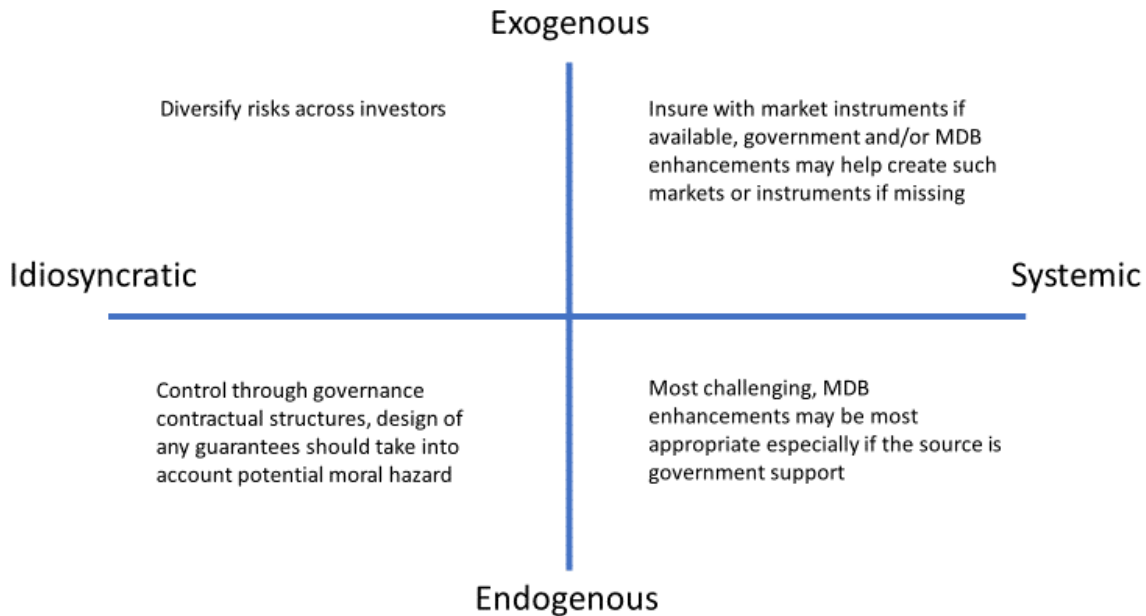 Exogenous
Diversify risks across investors
Insure with market instruments if
available, government and/or MDB
enhancements may help create such
markets or instruments if missing
Idiosyncratic
Systemic
Control through governance
contractual structures, design of
any guarantees should take into
account potential moral hazard
Most challenging, MDB
enhancements may be most
appropriate especially if the source is
government support
Endogenous